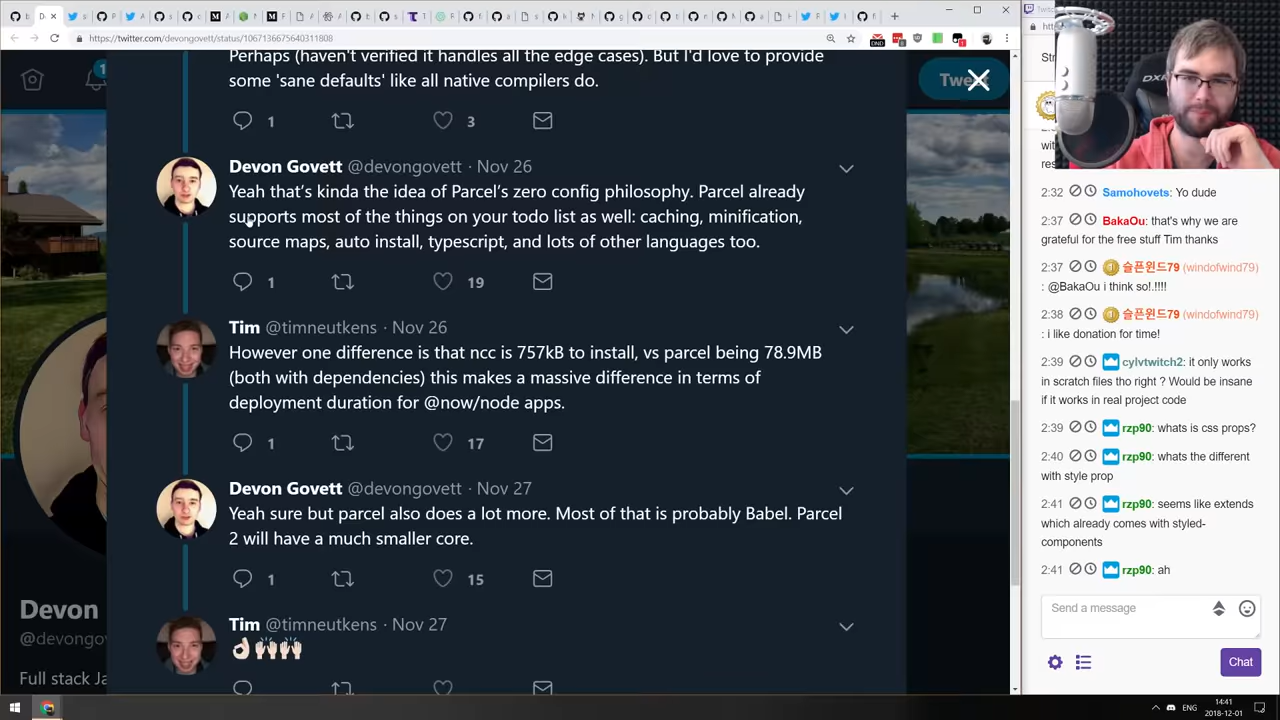 https://twitter.com/devongovett/status/1067136675640311808
Perhaps (haven't verified it handles all the edge cases). But I'd love to provide
some 'sane defaults' like all native compilers do.
1
3
Devon Govett @devongovett · Nov 26
Yeah that's kinda the idea of Parcel's zero config philosophy. Parcel already
supports most of the things on your todo list as well: caching, minification,
source maps, auto install, typescript, and lots of other languages too.
1
19
Tim @timneutkens · Nov 26
However one difference is that ncc is 757kB to install, vs parcel being 78.9MB
(both with dependencies) this makes a massive difference in terms of
deployment duration for @now/node apps.
1
17
Devon Govett @devongovett · Nov 27
Yeah sure but parcel also does a lot more. Most of that is probably Babel. Parcel
2 will have a much smaller core.
1
15
Tim @timneutkens · Nov 27
👌🏻🙌🏻🙌🏻
Devon
@devongov
Full stack Ja
2:32 Samohovets: Yo dude
2:37 BakaOu: that's why we are
grateful for the free stuff Tim thanks
2:37 슬픈윈드79 (windofwind79)
: @BakaOu i think so!.!!!!
2:38 슬픈윈드79 (windofwind79)
: i like donation for time!
2:39 cylvtwitch2: it only works
in scratch files tho right ? Would be insane
if it works in real project code
2:39 rzp90: whats is css props?
2:40 rzp90: whats the different
with style prop
2:41 rzp90: seems like extends
which already comes with styled-
components
2:41 rzp90: ah
Send a message
Chat
ENG
14:41
2018-12-01